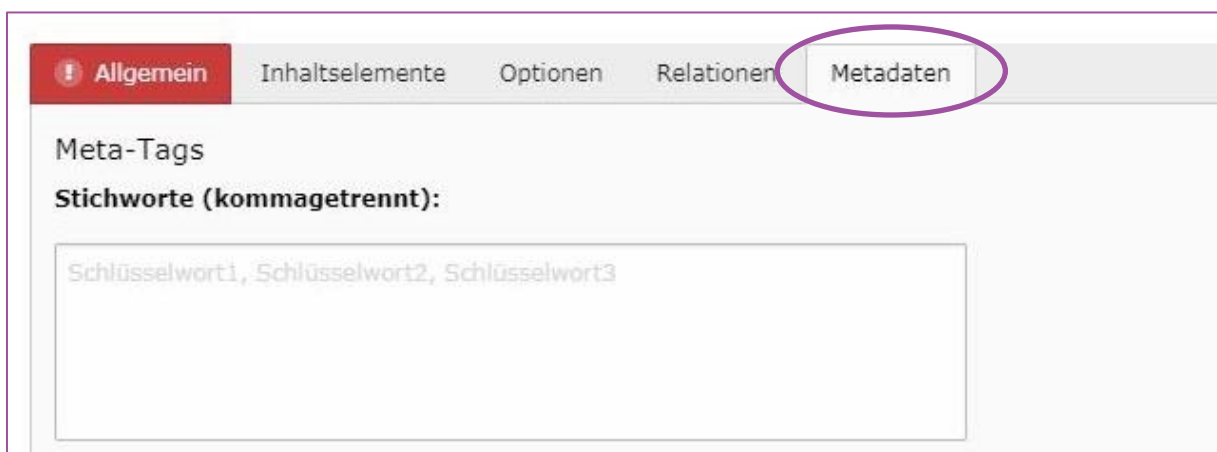 Allgemein Inhaltselemente Optionen Relationen Metadaten
Meta-Tags
Stichworte (kommagetrennt):
Schlüsselwort1, Schlüsselwort2, Schlüsselwort3